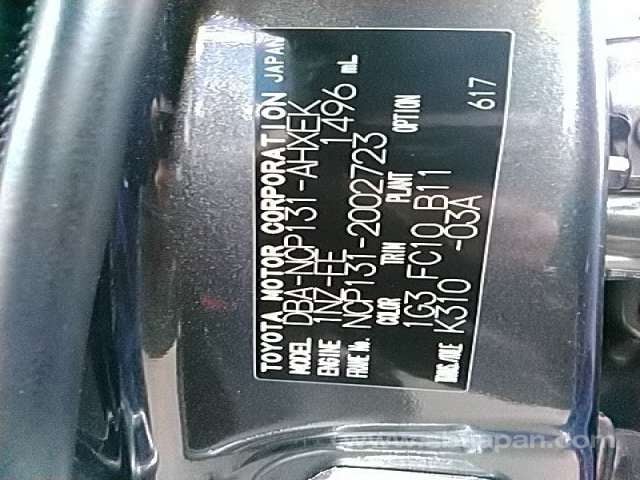 TOYOTA MOTOR CORPORATION JAPAN
MODEL DBA-NCP131-AHXEK
ENGINE 1NZ-FE 1496 mL
FRAME No. NCP131-2002723
COLOR TRIM PLANT OPTION
1G3 FC10 B11
TRNS./AXLE K310 -03A
617